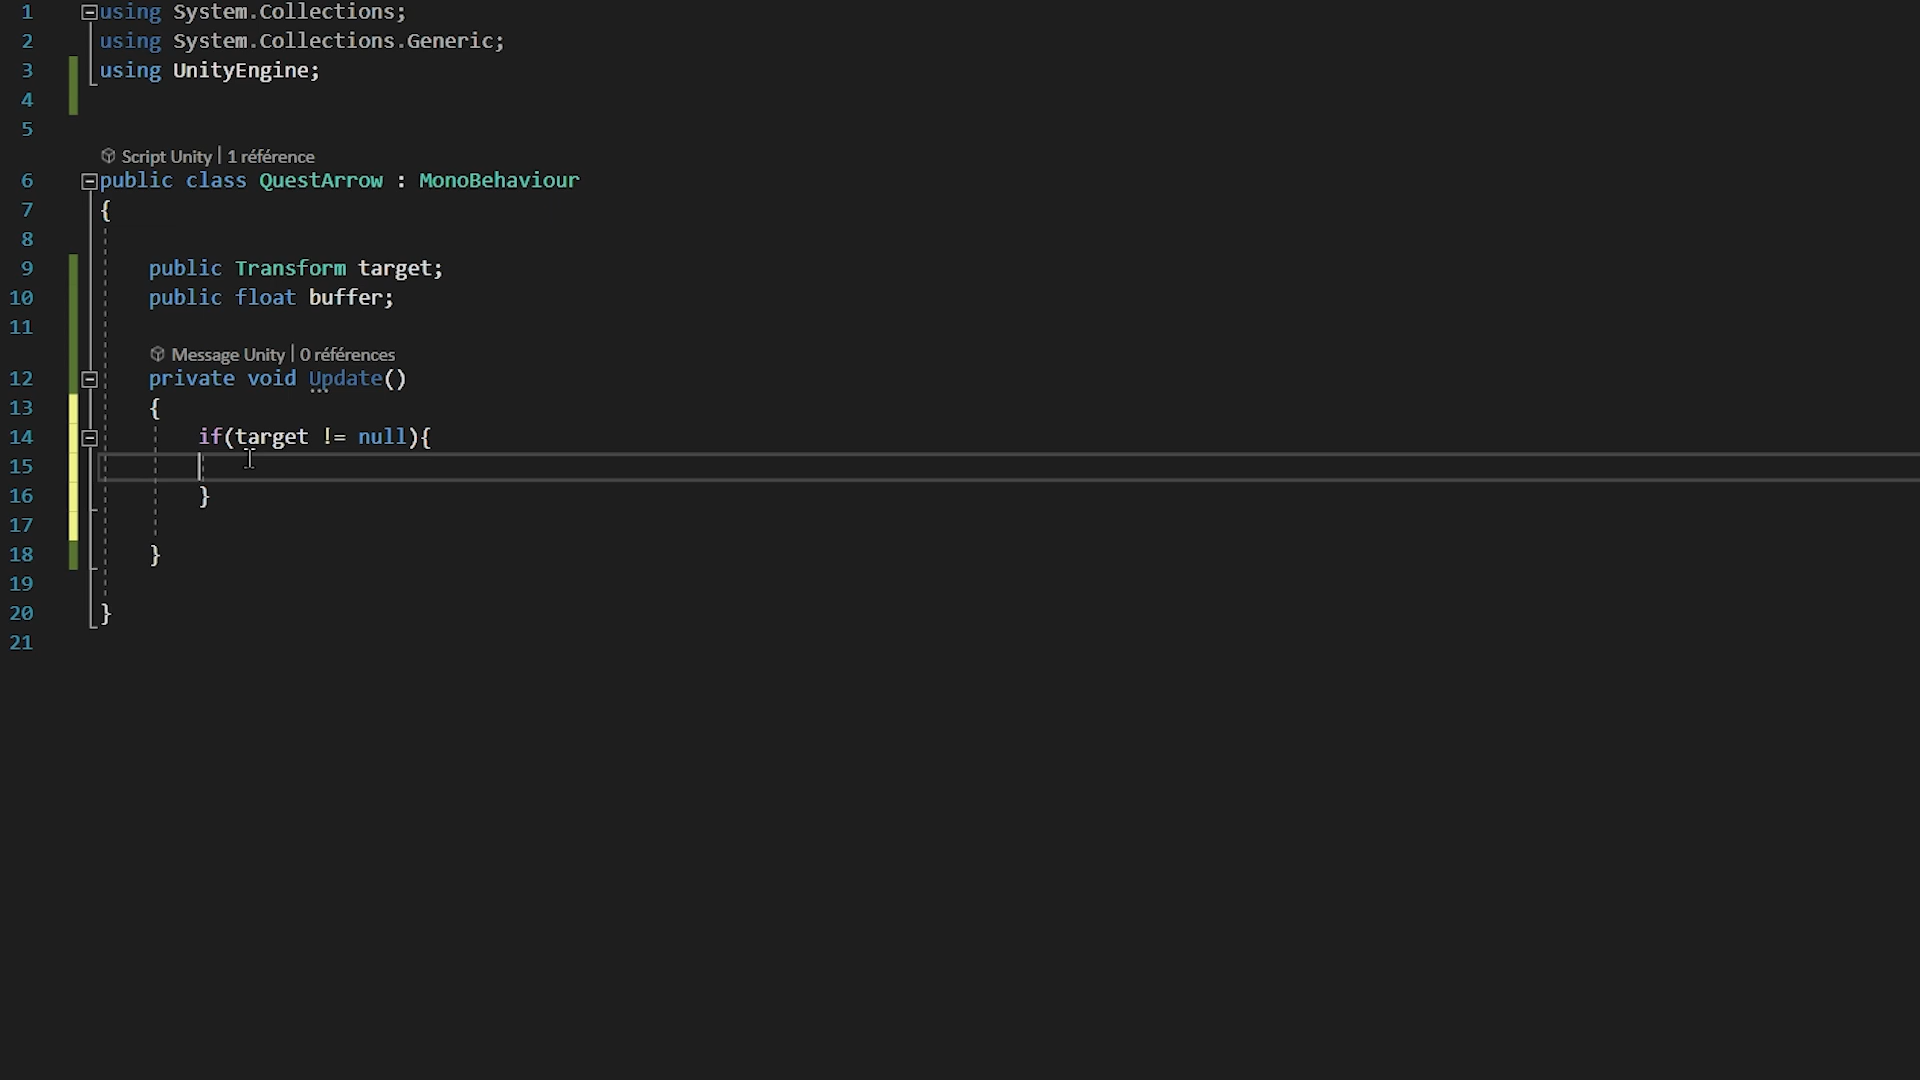 1 using System.Collections;
2 using System.Collections.Generic;
3 using UnityEngine;
4
5
Script Unity | 1 référence
6 public class QuestArrow : MonoBehaviour
7 {
8
9 public Transform target;
10 public float buffer;
11
Message Unity | 0 références
12 private void Update()
13 {
14 if(target != null){
15
16 }
17
18 }
19
20 }
21